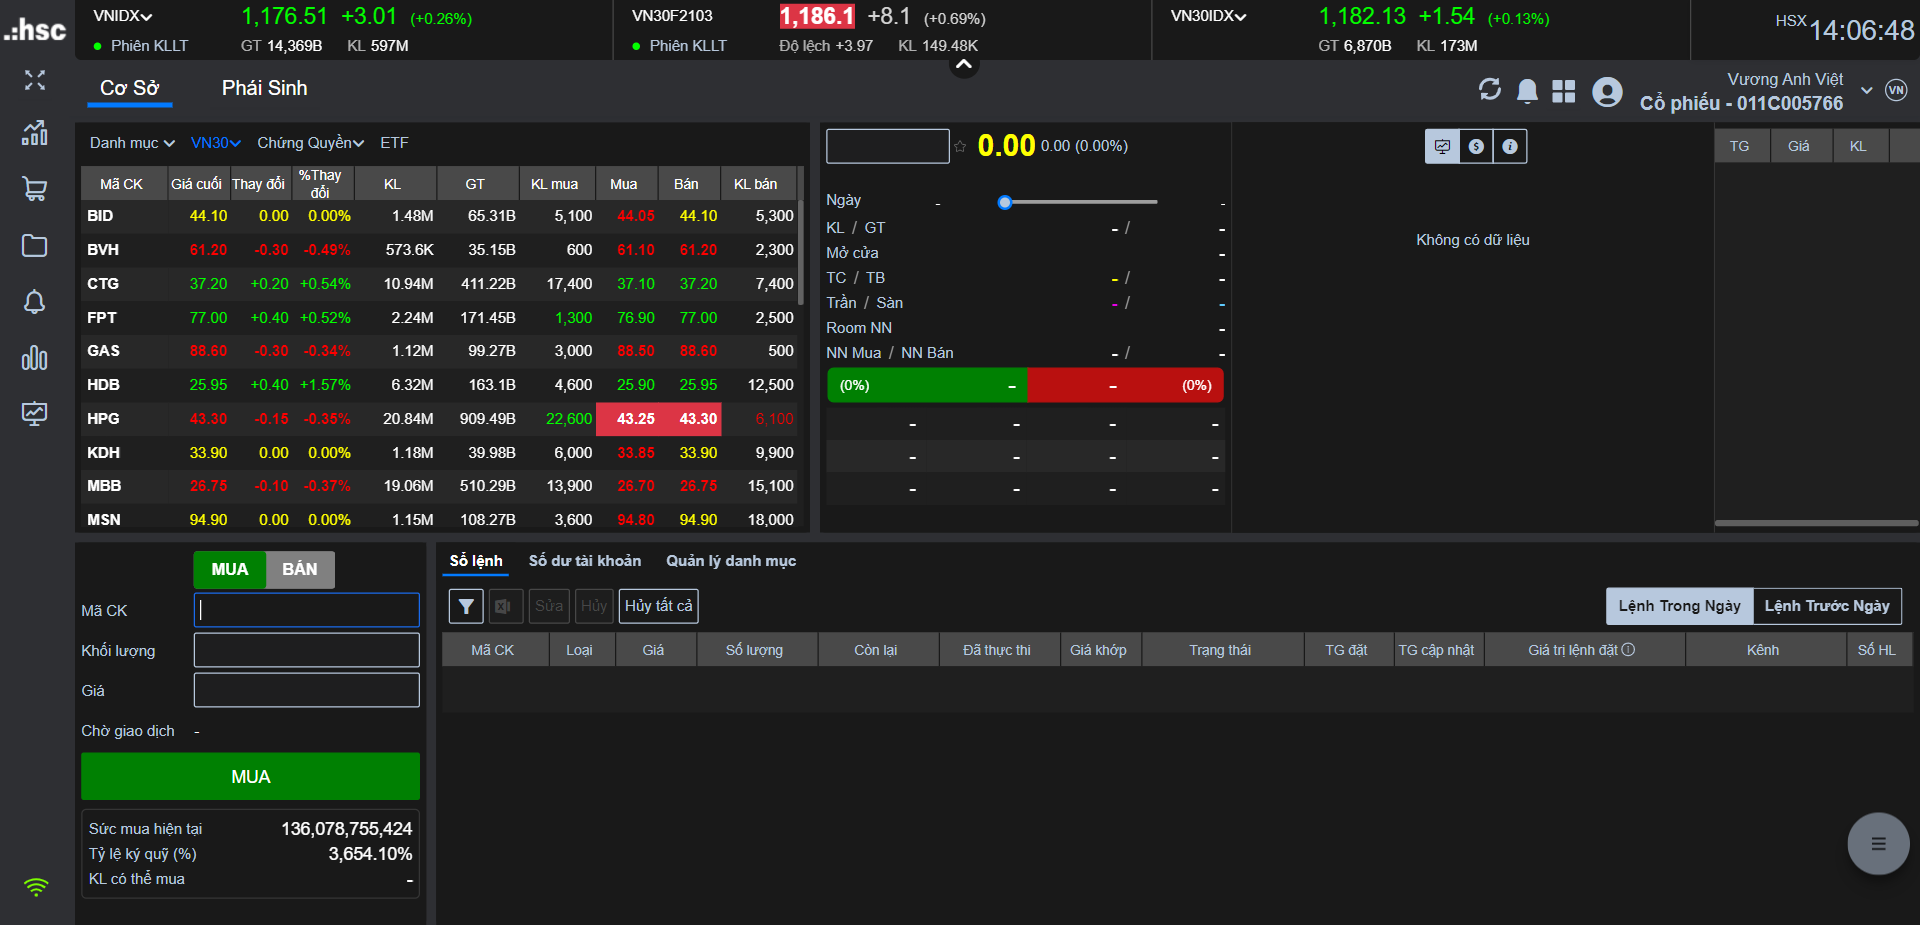 .:hsc
VNIDX 1,176.51 +3.01 (+0.26%)
Phiên KLLT GT 14,369B KL 597M
VN30F2103 1,186.1 +8.1 (+0.69%)
Phiên KLLT Độ lệch +3.97 KL 149.48K
VN30IDX 1,182.13 +1.54 (+0.13%)
GT 6,870B KL 173M
HSX 14:06:48
Cơ Sở Phái Sinh
Vương Anh Việt
Cổ phiếu - 011C005766
VN
Danh mục VN30 Chứng Quyền ETF
Mã CK Giá cuối Thay đổi %Thay đổi KL GT KL mua Mua Bán KL bán
BID 44.10 0.00 0.00% 1.48M 65.31B 5,100 44.05 44.10 5,300
BVH 61.20 -0.30 -0.49% 573.6K 35.15B 600 61.10 61.20 2,300
CTG 37.20 +0.20 +0.54% 10.94M 411.22B 17,400 37.10 37.20 7,400
FPT 77.00 +0.40 +0.52% 2.24M 171.45B 1,300 76.90 77.00 2,500
GAS 88.60 -0.30 -0.34% 1.12M 99.27B 3,000 88.50 88.60 500
HDB 25.95 +0.40 +1.57% 6.32M 163.1B 4,600 25.90 25.95 12,500
HPG 43.30 -0.15 -0.35% 20.84M 909.49B 22,600 43.25 43.30 6,100
KDH 33.90 0.00 0.00% 1.18M 39.98B 6,000 33.85 33.90 9,900
MBB 26.75 -0.10 -0.37% 19.06M 510.29B 13,900 26.70 26.75 15,100
MSN 94.90 0.00 0.00% 1.15M 108.27B 3,600 94.80 94.90 18,000
0.00 0.00 (0.00%)
Ngày - -
KL / GT - / -
Mở cửa -
TC / TB - / -
Trần / Sàn - / -
Room NN -
NN Mua / NN Bán - / -
(0%) - - (0%)
- - - -
- - - -
- - - -
Không có dữ liệu
TG Giá KL
MUA BÁN
Mã CK
Khối lượng
Giá
Chờ giao dịch -
MUA
Sức mua hiện tại 136,078,755,424
Tỷ lệ ký quỹ (%) 3,654.10%
KL có thể mua -
Sổ lệnh Số dư tài khoản Quản lý danh mục
Sửa Hủy Hủy tất cả
Lệnh Trong Ngày Lệnh Trước Ngày
Mã CK Loại Giá Số lượng Còn lại Đã thực thi Giá khớp Trạng thái TG đặt TG cập nhật Giá trị lệnh đặt Kênh Số HL